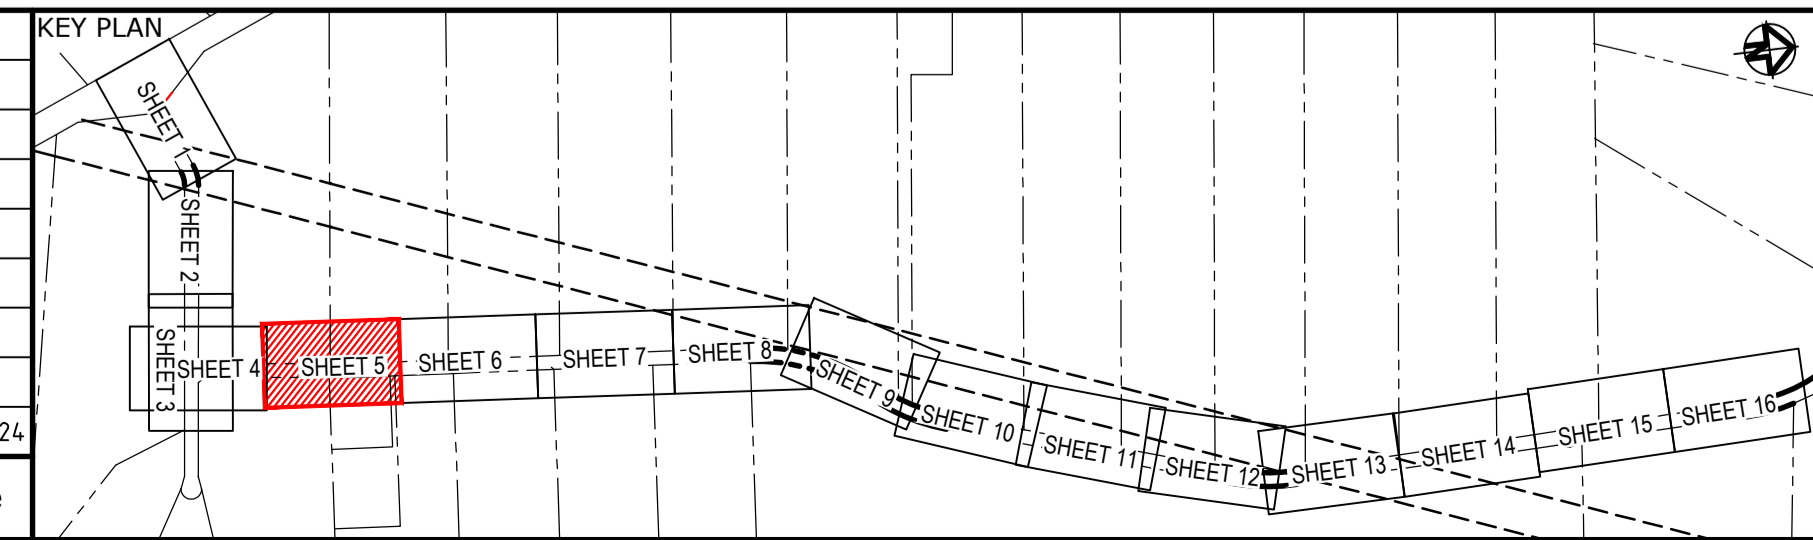 KEY PLAN
N
SHEET 1
SHEET 2
SHEET 3
SHEET 4
SHEET 5
SHEET 6
SHEET 7
SHEET 8
SHEET 9
SHEET 10
SHEET 11
SHEET 12
SHEET 13
SHEET 14
SHEET 15
SHEET 16
24